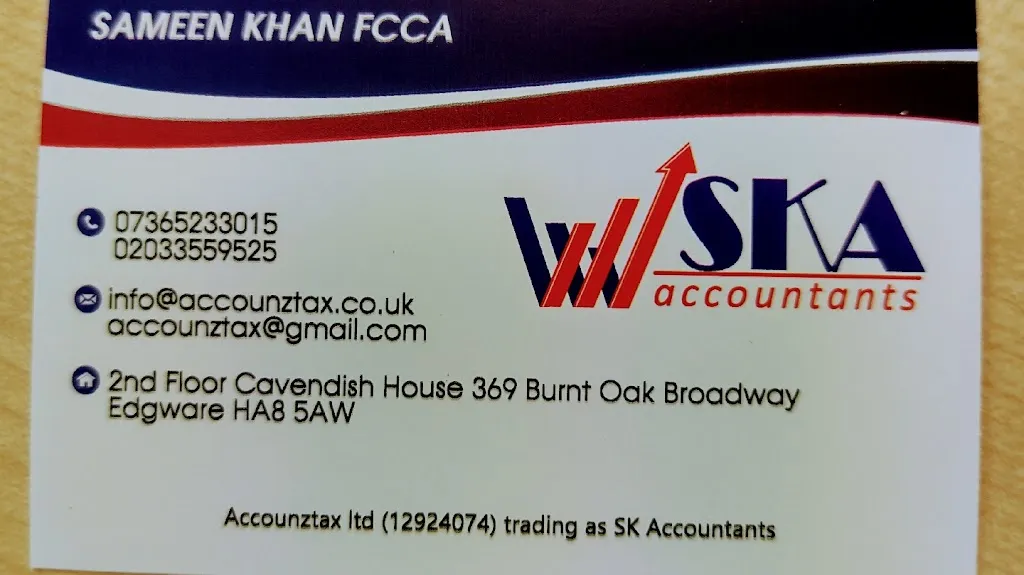 SAMEEN KHAN FCCA
SKA
accountants
07365233015
02033559525
info@accounztax.co.uk
accounztax@gmail.com
2nd Floor Cavendish House 369 Burnt Oak Broadway
Edgware HA8 5AW
Accounztax ltd (12924074) trading as SK Accountants